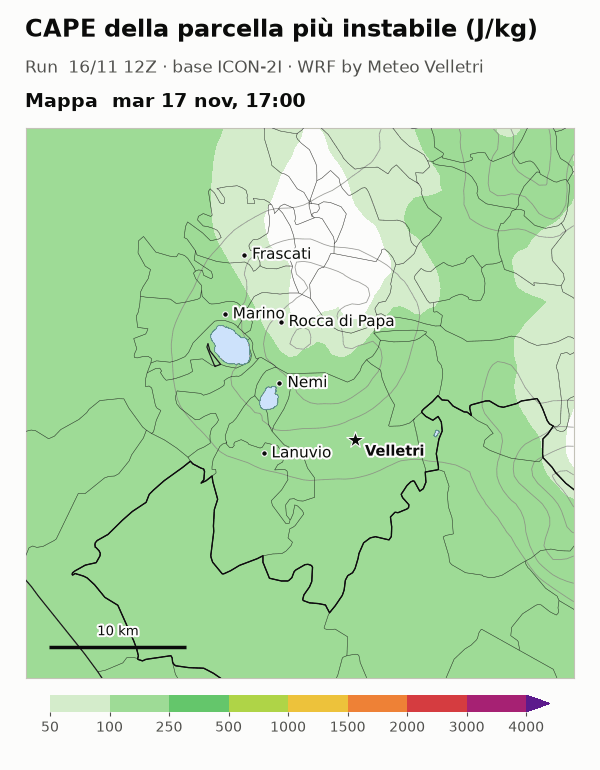 CAPE della parcella più instabile (J/kg)
Run  16/11 12Z · base ICON-2I · WRF by Meteo Velletri
Mappa  mar 17 nov, 17:00
Frascati
Marino
Rocca di Papa
Nemi
Velletri
Lanuvio
10 km
50 100 250 500 1000 1500 2000 3000 4000